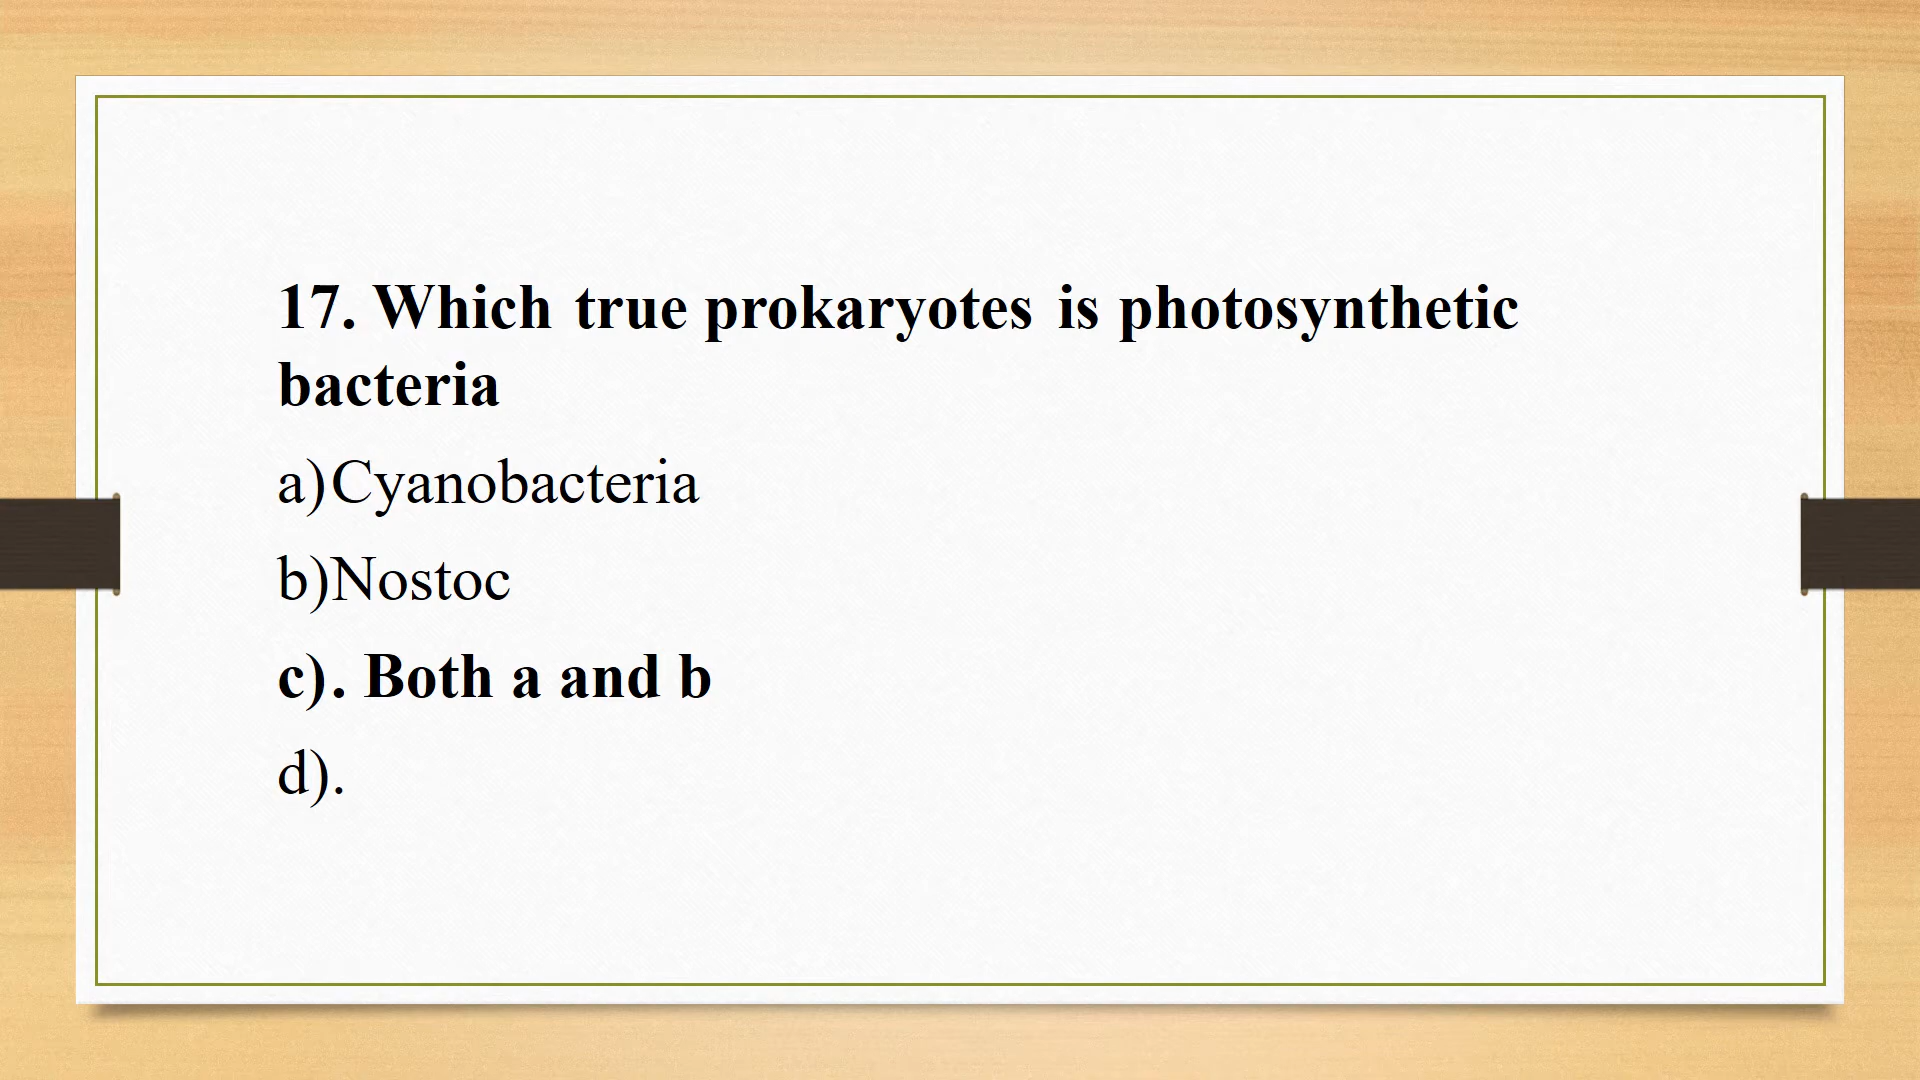 17. Which true prokaryotes is photosynthetic
bacteria
a)Cyanobacteria
b)Nostoc
c). Both a and b
d).